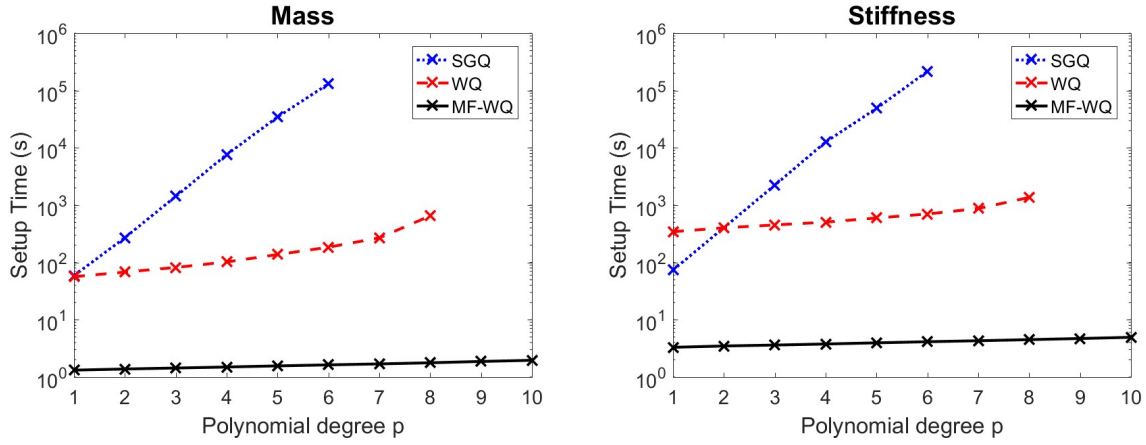 Mass
10^6
10^5
10^4
10^3
10^2
10^1
10^0
Setup Time (s)
SGQ
WQ
MF-WQ
1 2 3 4 5 6 7 8 9 10
Polynomial degree p
Stiffness
10^6
10^5
10^4
10^3
10^2
10^1
10^0
Setup Time (s)
SGQ
WQ
MF-WQ
1 2 3 4 5 6 7 8 9 10
Polynomial degree p